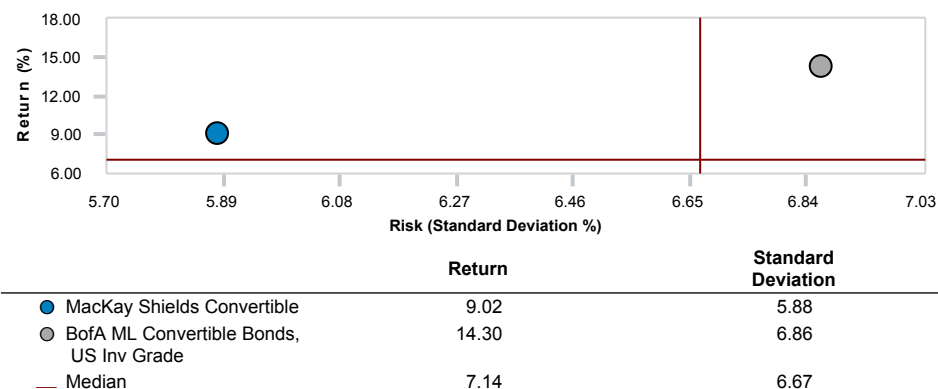 18.00
15.00
12.00
9.00
6.00
Return (%)
5.70 5.89 6.08 6.27 6.46 6.65 6.84 7.03
Risk (Standard Deviation %)
Return Standard Deviation
MacKay Shields Convertible 9.02 5.88
BofA ML Convertible Bonds, 14.30 6.86
US Inv Grade
Median 7.14 6.67